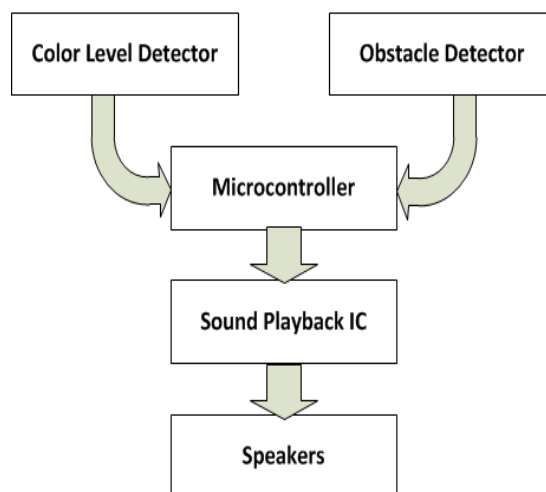 Color Level Detector
Obstacle Detector
Microcontroller
Sound Playback IC
Speakers